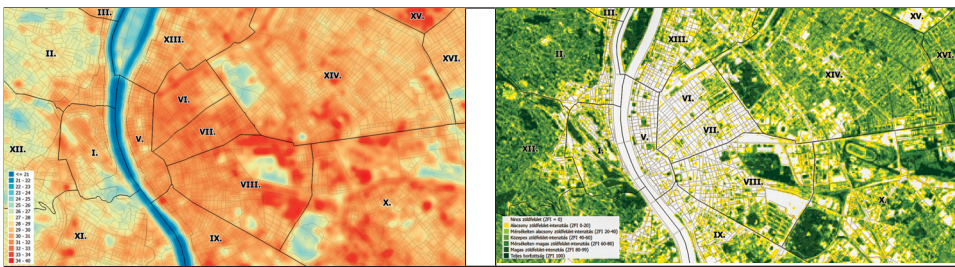 III.
XV.
II.
XIII.
XVI.
XIV.
VI.
V.
VII.
XII.
I.
VIII.
X.
XI.
IX.
<= 21
21 - 22
22 - 23
23 - 24
24 - 25
25 - 26
26 - 27
27 - 28
28 - 29
29 - 30
30 - 31
31 - 32
32 - 33
33 - 34
34 - 40
III.
XV.
II.
XIII.
XVI.
XIV.
VI.
V.
VII.
XII.
I.
VIII.
X.
IX.
Nincs zöldfelület (ZFI = 0)
Alacsony zöldfelület-intenzitás (ZFI 0-20)
Mérsékelten alacsony zöldfelület-intenzitás (ZFI 20-40)
Közepes zöldfelület-intenzitás (ZFI 40-60)
Mérsékelten magas zöldfelület-intenzitás (ZFI 60-80)
Magas zöldfelület-intenzitás (ZFI 80-99)
Teljes borítottság (ZFI 100)